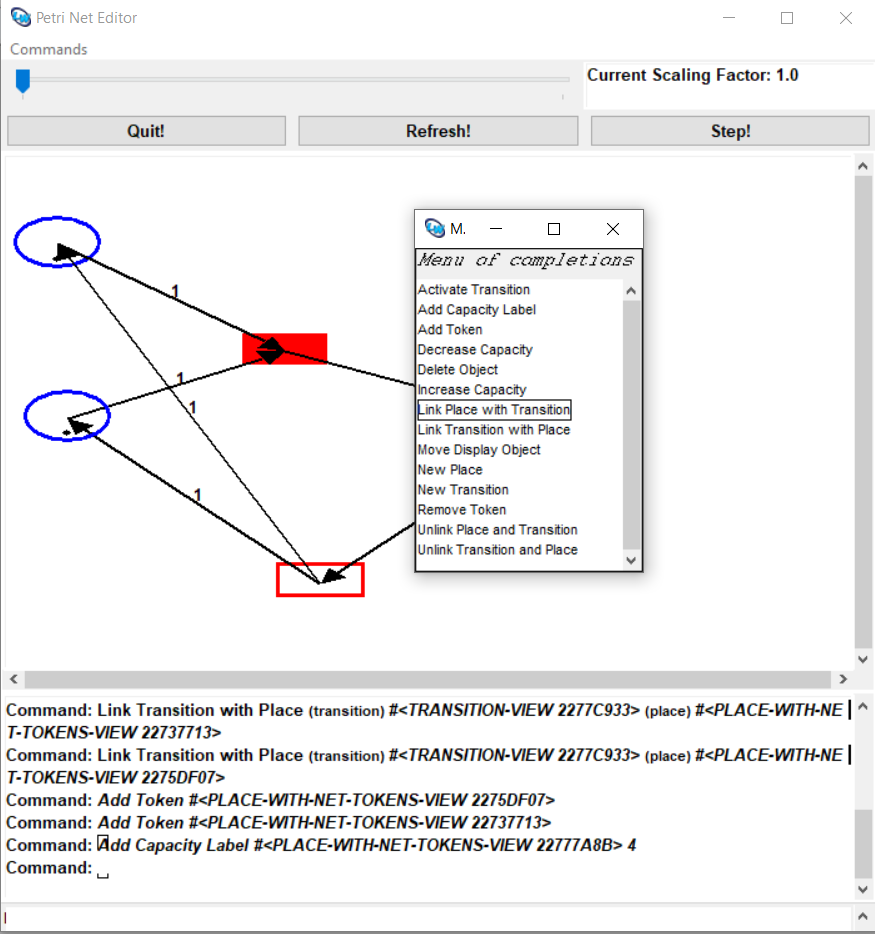 Petri Net Editor
Commands
Current Scaling Factor: 1.0
Quit!
Refresh!
Step!
1
1
1
1
M.
Menu of completions
Activate Transition
Add Capacity Label
Add Token
Decrease Capacity
Delete Object
Increase Capacity
Link Place with Transition
Link Transition with Place
Move Display Object
New Place
New Transition
Remove Token
Unlink Place and Transition
Unlink Transition and Place
Command: Link Transition with Place (transition) #<TRANSITION-VIEW 2277C933> (place) #<PLACE-WITH-NE
T-TOKENS-VIEW 22737713>
Command: Link Transition with Place (transition) #<TRANSITION-VIEW 2277C933> (place) #<PLACE-WITH-NE
T-TOKENS-VIEW 2275DF07>
Command: Add Token #<PLACE-WITH-NET-TOKENS-VIEW 2275DF07>
Command: Add Token #<PLACE-WITH-NET-TOKENS-VIEW 22737713>
Command: Add Capacity Label #<PLACE-WITH-NET-TOKENS-VIEW 22777A8B> 4
Command: